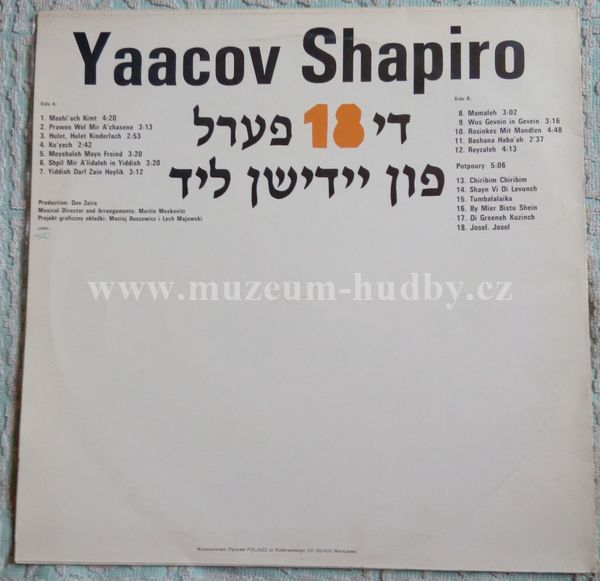 Yaacov Shapiro
Side A:
1. Mashi'ach Kimt 4:20
2. Prawen Wel Mir A'chasene 3:13
3. Hulet, Hulet Kinderlach 2:53
4. Ko'yech 2:42
5. Moyshaleh Mayn Freind 3:20
6. Shpil Mir A'lidaleh in Yiddish 3:20
7. Yiddish Darf Zain Heylik 3:12
Production: Dov Zeira
Musical Director and Arrangements: Martin Moskovitz
Projekt graficzny okładki: Maciej Buszewicz i Lech Majewski
די 18 פערל
פון יידישן ליד
Side B:
8. Mamaleh 3:02
9. Wus Gevein in Gevein 3:16
10. Rosinkes Mit Mandlen 4:48
11. Bashana Haba'ah 2'37
12. Reyzaleh 4:13
Potpoury 5:06
13. Chiribim Chiribim
14. Shayn Vi Di Levunch
15. Tumbalalaika
16. By Mier Bistu Shein
17. Di Greeneh Kuzinch
18. Josel. Josel
www.muzeum-hudby.cz